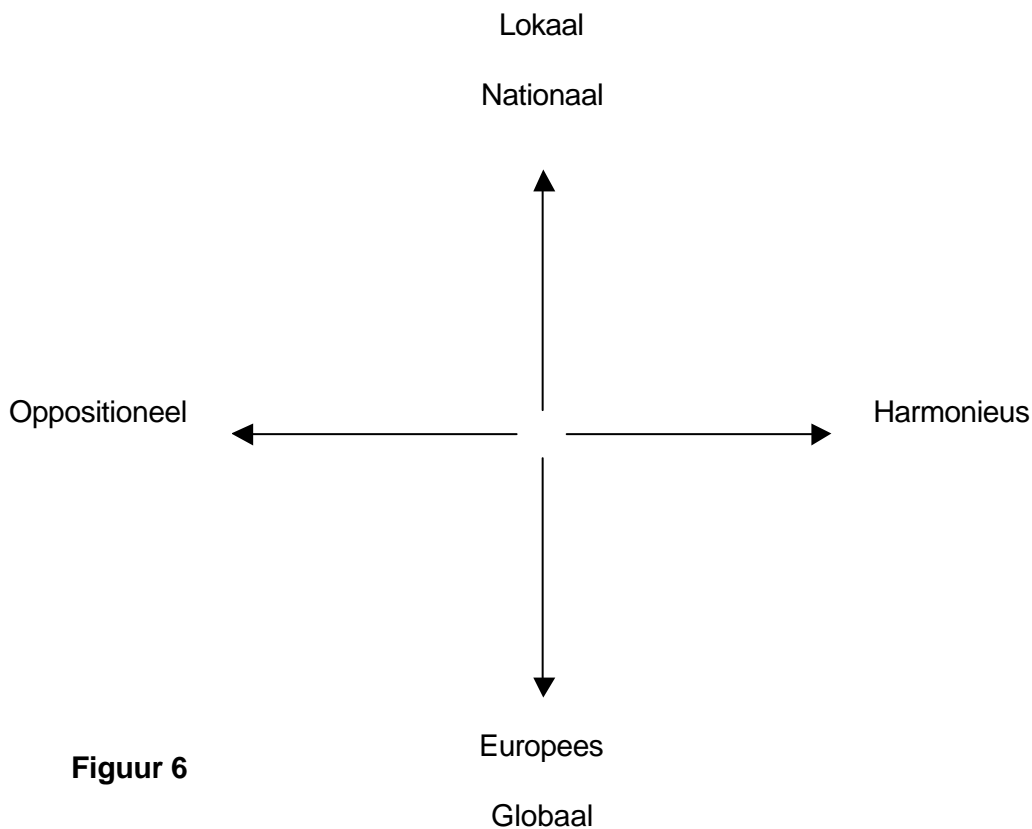 Lokaal
Nationaal
Oppositioneel
Harmonieus
Europees
Figuur 6
Globaal